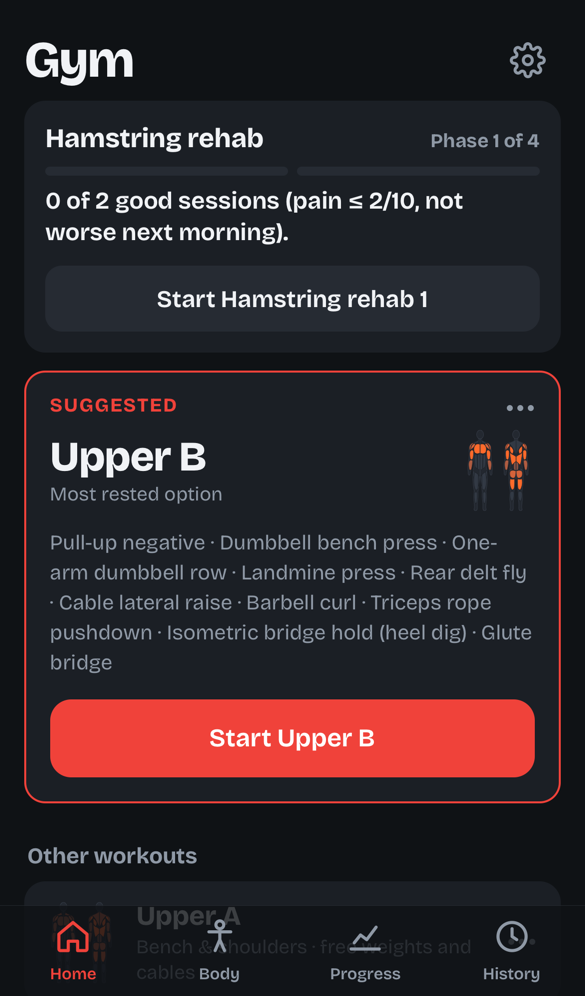 Gym
Hamstring rehab
Phase 1 of 4
0 of 2 good sessions (pain ≤ 2/10, not
worse next morning).
Start Hamstring rehab 1
SUGGESTED
Upper B
Most rested option
Pull-up negative · Dumbbell bench press · One-
arm dumbbell row · Landmine press · Rear delt fly
· Cable lateral raise · Barbell curl · Triceps rope
pushdown · Isometric bridge hold (heel dig) · Glute
bridge
Start Upper B
Other workouts
Upper A
Bench & shoulders · free weights and
cables
Home
Body
Progress
History